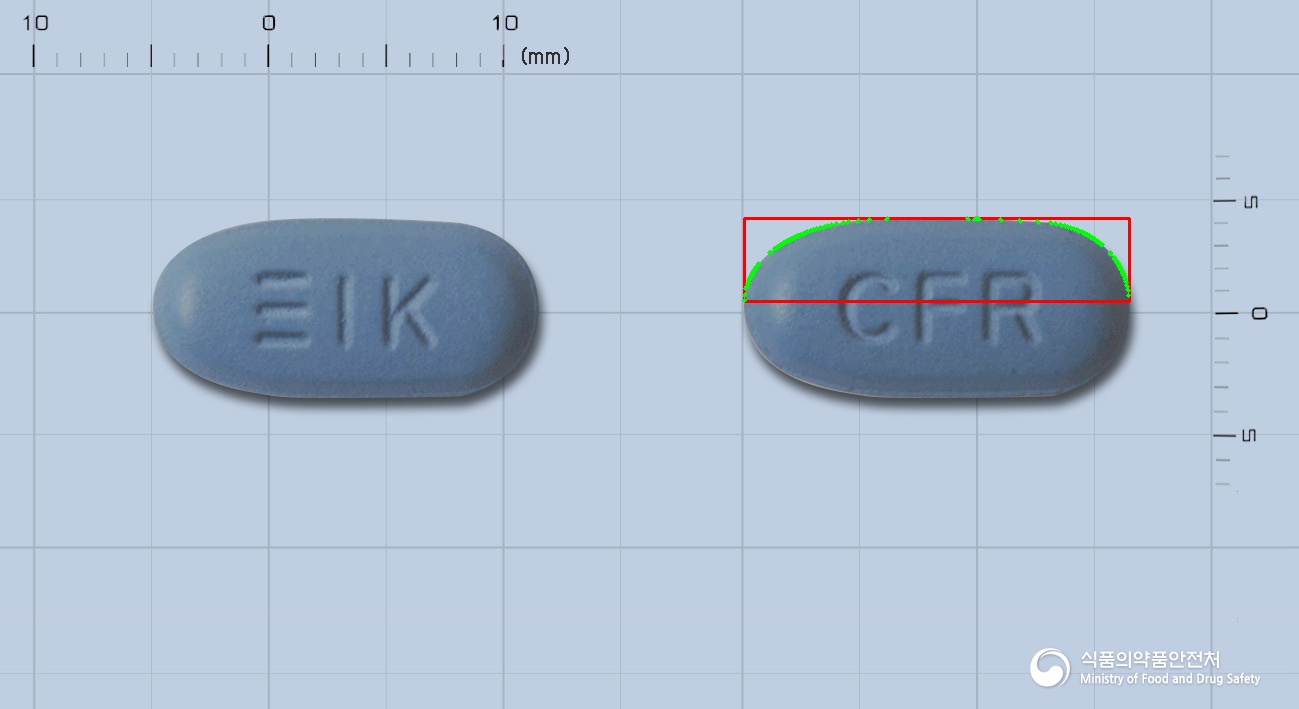 10 0 10
(mm)
EIK
CFR
5
0
5
식품의약품안전처
Ministry of Food and Drug Safety